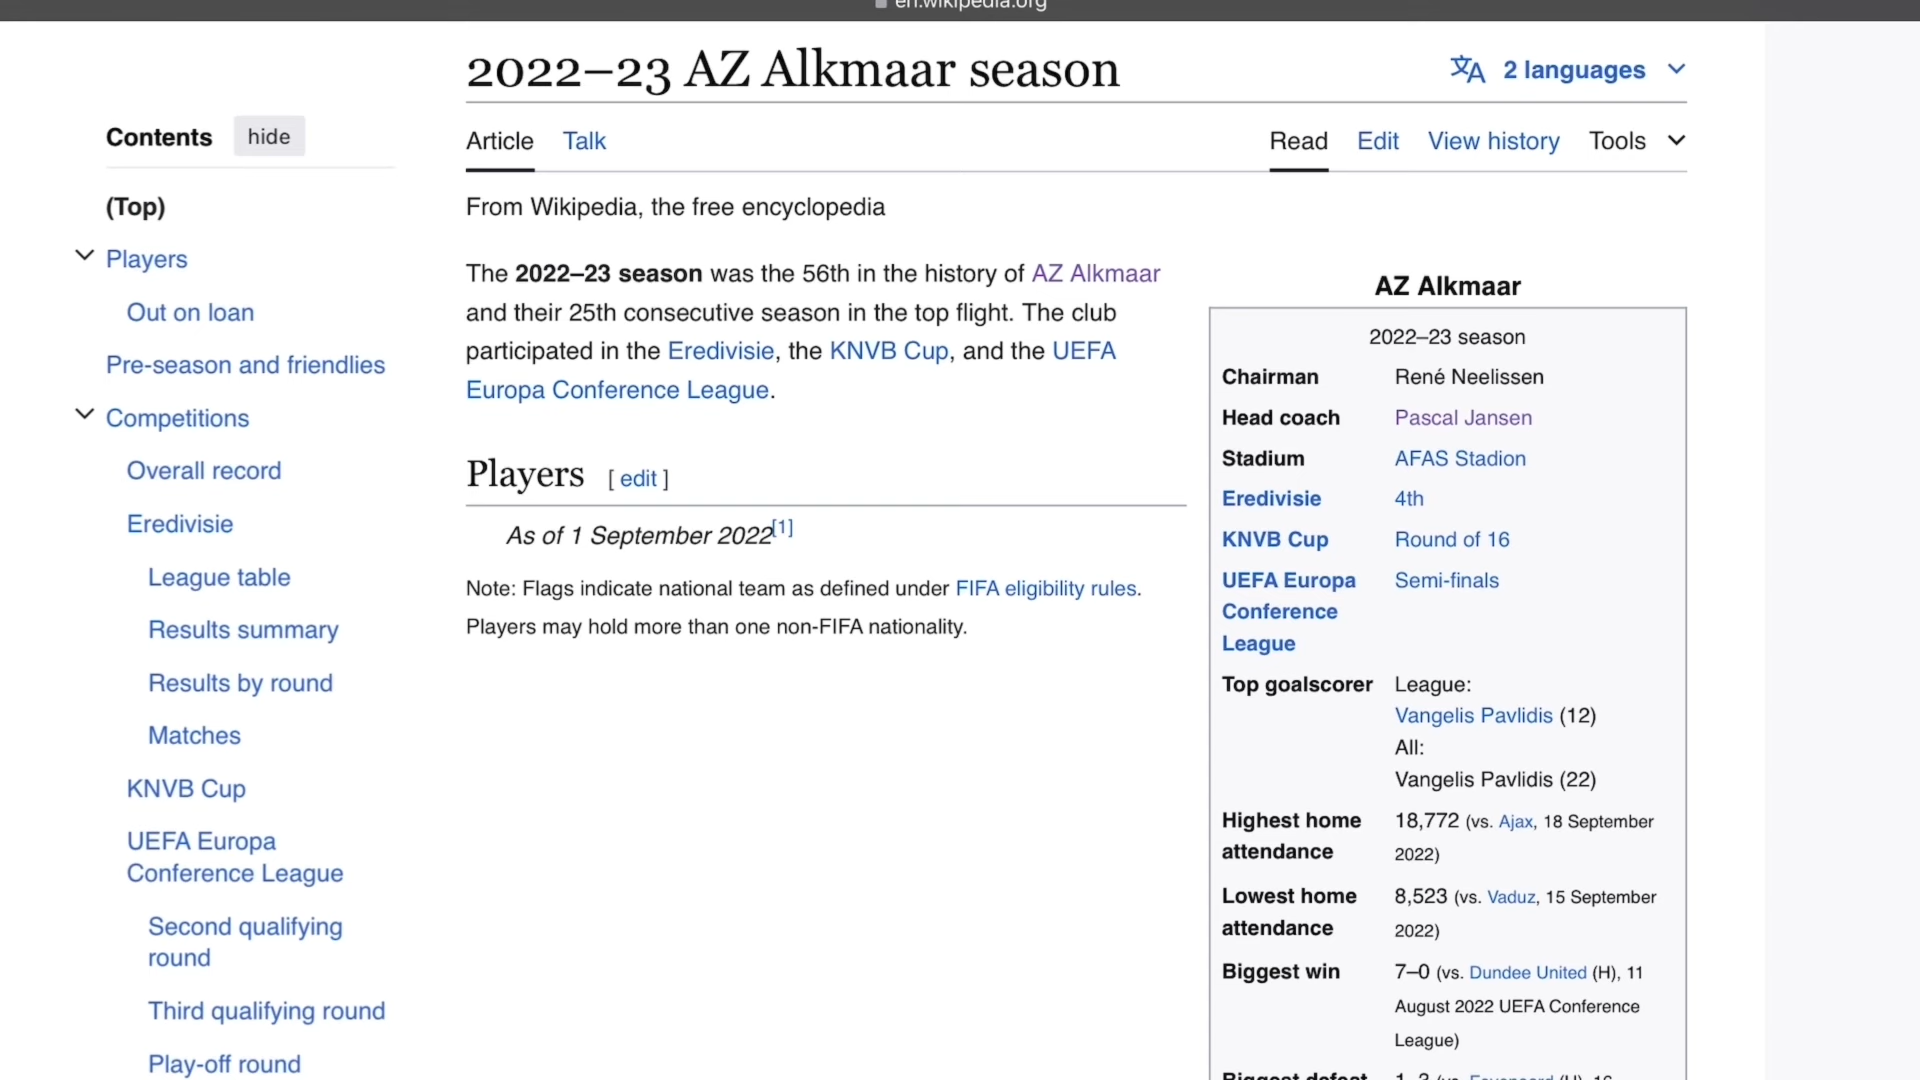 en.wikipedia.org
2022–23 AZ Alkmaar season
2 languages
Contents hide
Article Talk Read Edit View history Tools
(Top)
Players
Out on loan
Pre-season and friendlies
Competitions
Overall record
Eredivisie
League table
Results summary
Results by round
Matches
KNVB Cup
UEFA Europa
Conference League
Second qualifying
round
Third qualifying round
Play-off round
From Wikipedia, the free encyclopedia
The 2022–23 season was the 56th in the history of AZ Alkmaar
and their 25th consecutive season in the top flight. The club
participated in the Eredivisie, the KNVB Cup, and the UEFA
Europa Conference League.
Players [ edit ]
As of 1 September 2022[1]
Note: Flags indicate national team as defined under FIFA eligibility rules.
Players may hold more than one non-FIFA nationality.
AZ Alkmaar
2022–23 season
Chairman René Neelissen
Head coach Pascal Jansen
Stadium AFAS Stadion
Eredivisie 4th
KNVB Cup Round of 16
UEFA Europa Semi-finals
Conference
League
Top goalscorer League:
Vangelis Pavlidis (12)
All:
Vangelis Pavlidis (22)
Highest home 18,772 (vs. Ajax, 18 September
attendance 2022)
Lowest home 8,523 (vs. Vaduz, 15 September
attendance 2022)
Biggest win 7–0 (vs. Dundee United (H), 11
August 2022 UEFA Conference
League)
Biggest defeat 1–3 (vs. Feyenoord (H), 16